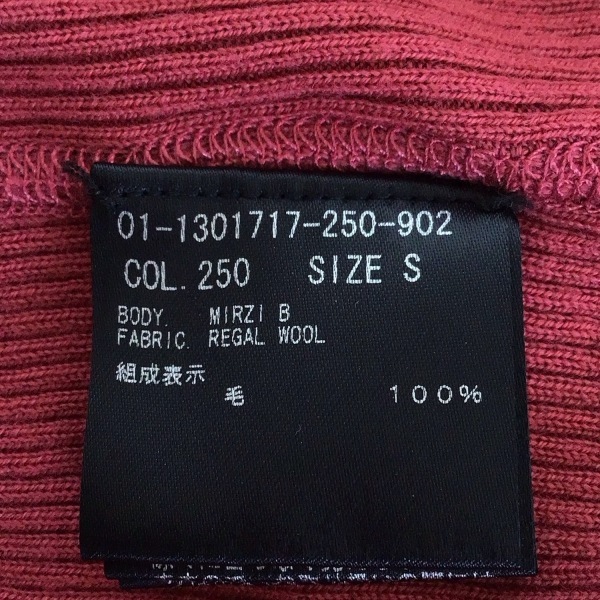 01-1301717-250-902
COL. 250 SIZE S
BODY. MIRZI B
FABRIC. REGAL WOOL
組成表示
毛 100%